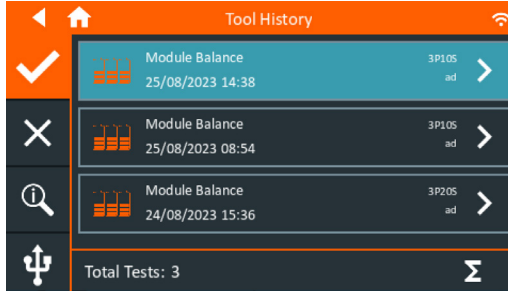 Tool History
Module Balance
3P10S
25/08/2023 14:38
ad
Module Balance
3P10S
25/08/2023 08:54
ad
Module Balance
3P20S
24/08/2023 15:36
ad
Total Tests: 3
Σ